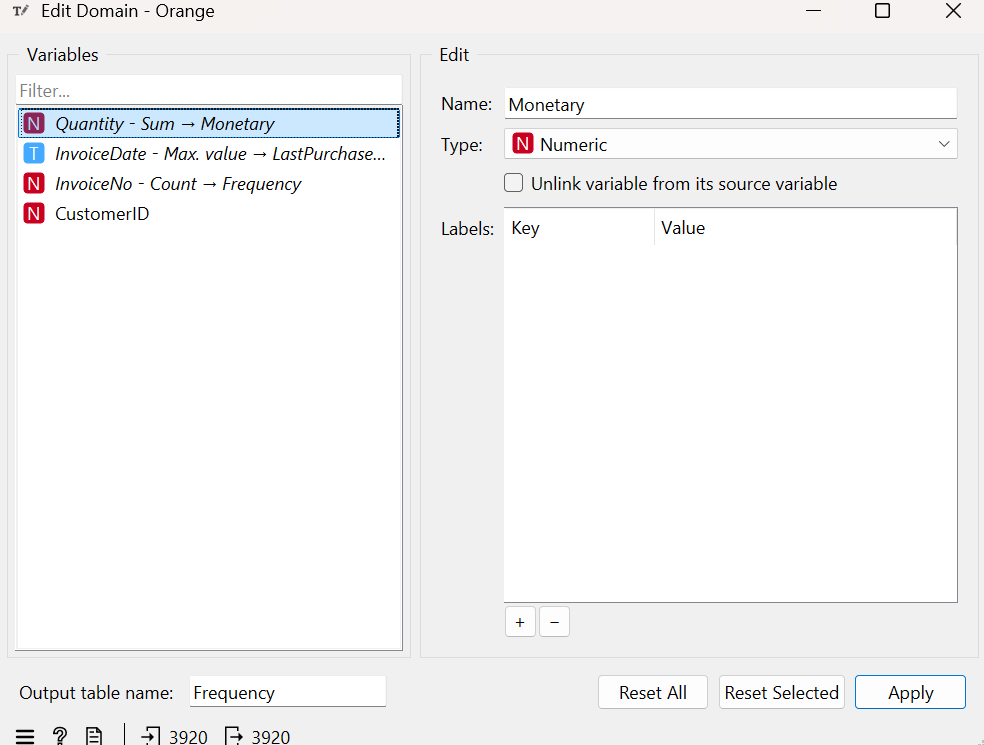 Edit Domain - Orange
Variables
Filter...
N Quantity - Sum → Monetary
T InvoiceDate - Max. value → LastPurchase...
N InvoiceNo - Count → Frequency
N CustomerID
Edit
Name: Monetary
Type: N Numeric
Unlink variable from its source variable
Labels: Key Value
+ −
Output table name: Frequency
Reset All Reset Selected Apply
? 3920 3920